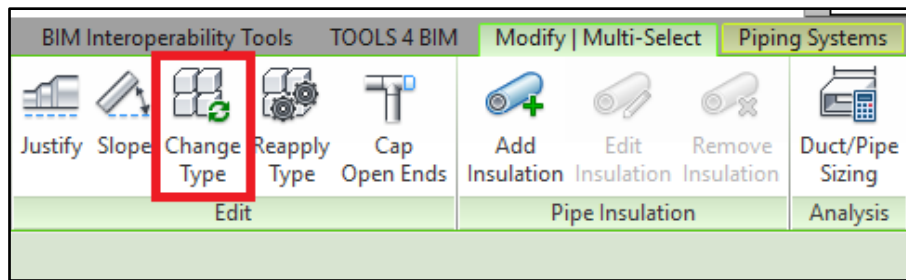 BIM Interoperability Tools
TOOLS 4 BIM
Modify | Multi-Select
Piping Systems
Justify
Slope
Change
Type
Reapply
Type
Cap
Open Ends
Add
Insulation
Edit
Insulation
Remove
Insulation
Duct/Pipe
Sizing
Edit
Pipe Insulation
Analysis